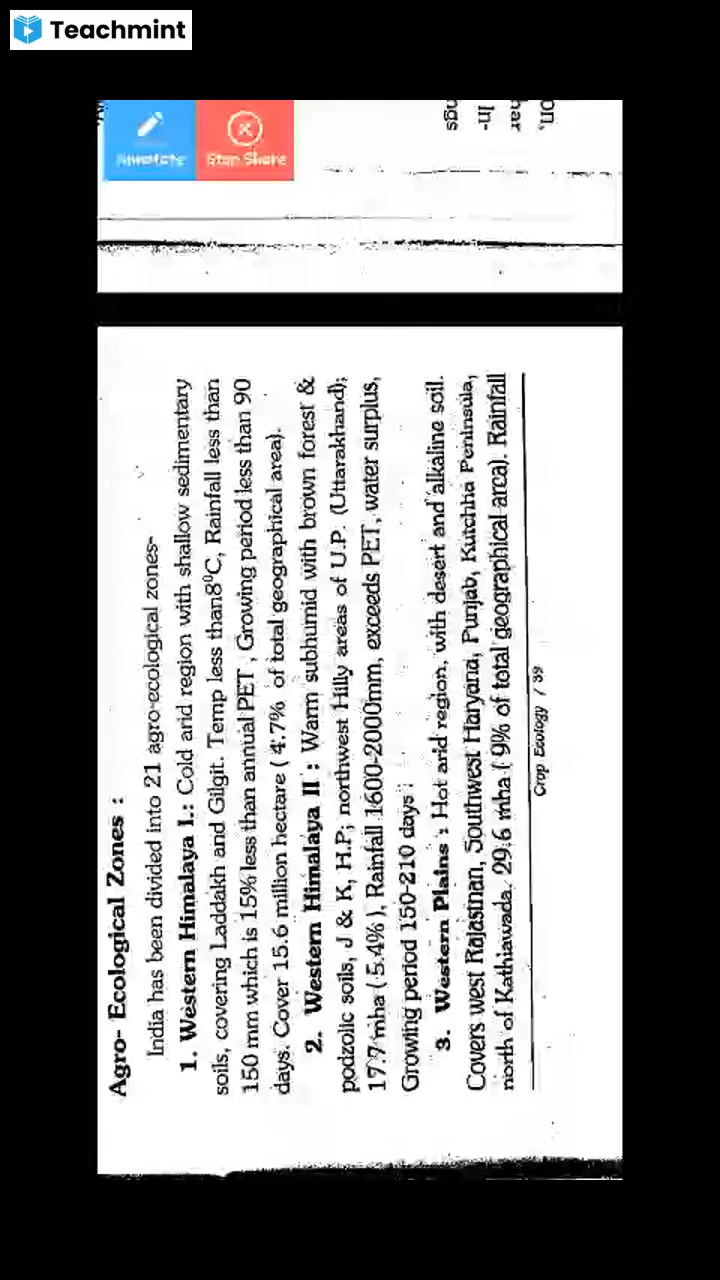 Teachmint
Annotate
Stop Share
ngs
In-
har
on,
Agro- Ecological Zones :
India has been divided into 21 agro-ecological zones-
1. Western Himalaya I.: Cold arid region with shallow sedimentary
soils, covering Laddakh and Gilgit. Temp less than8⁰C, Rainfall less than
150 mm which is 15% less than annual PET , Growing period less than 90
days. Cover 15.6 million hectare ( 4.7% of total geographical area).
2. Western Himalaya II : Warm subhumid with brown forest &
podzolic soils, J & K, H.P; northwest Hilly areas of U.P. (Uttarakhand);
17.7 mha ( 5.4% ), Rainfall 1600-2000mm, exceeds PET, water surplus,
Growing period 150-210 days ;
3. Western Plains : Hot arid region, with desert and alkaline soil.
Covers west Rajasthan, Southwest Haryana, Punjab, Kutchha Peninsula,
north of Kathiawada. 29.6 mha ( 9% of total geographical area). Rainfall
Crop Ecology / 39